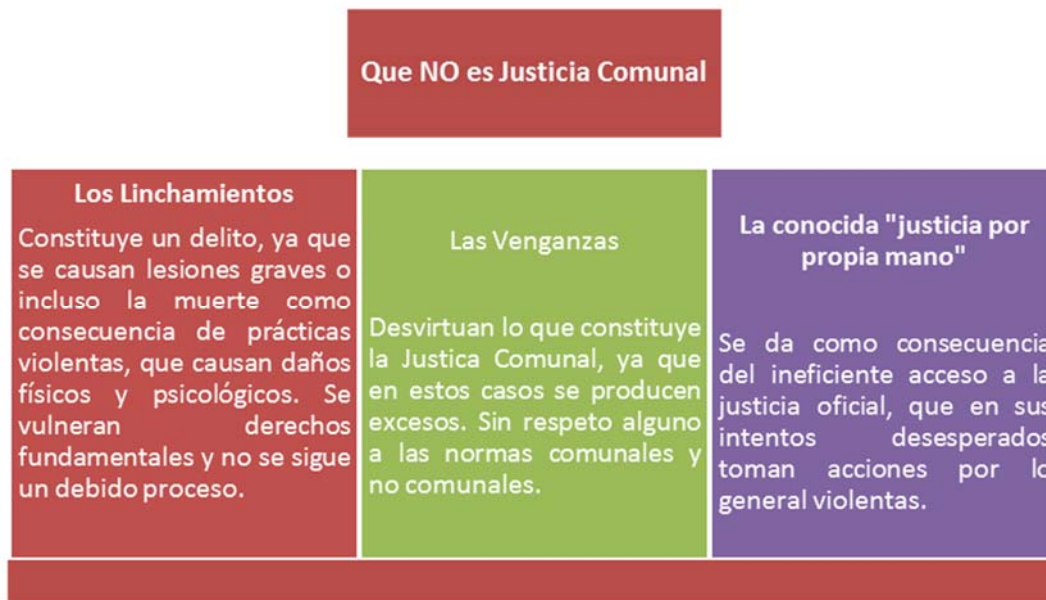 Que NO es Justicia Comunal
Los Linchamientos
Constituye un delito, ya que
se causan lesiones graves o
incluso la muerte como
consecuencia de prácticas
violentas, que causan daños
físicos y psicológicos. Se
vulneran derechos
fundamentales y no se sigue
un debido proceso.
Las Venganzas
Desvirtuan lo que constituye
la Justica Comunal, ya que
en estos casos se producen
excesos. Sin respeto alguno
a las normas comunales y
no comunales.
La conocida "justicia por
propia mano"
Se da como consecuencia
del ineficiente acceso a la
justicia oficial, que en sus
intentos desesperados
toman acciones por lo
general violentas.